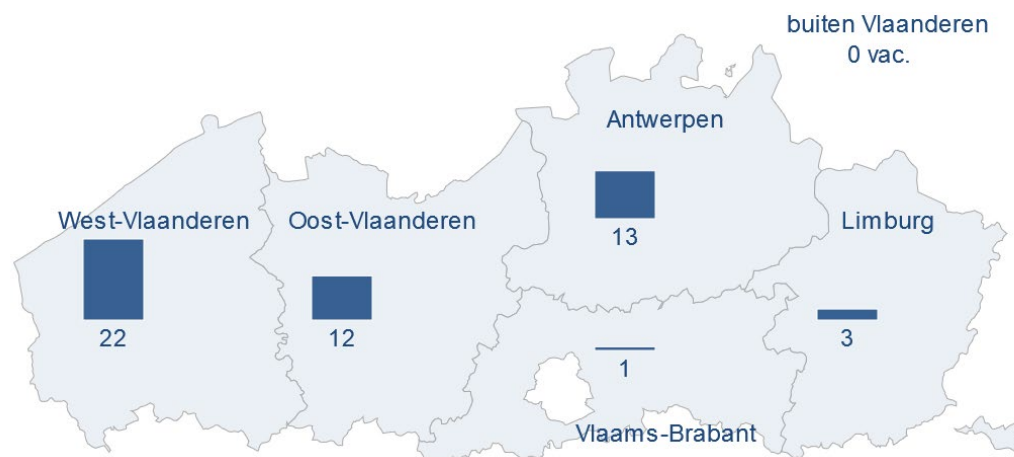 buiten Vlaanderen
0 vac.
Antwerpen
13
West-Vlaanderen
22
Oost-Vlaanderen
12
Limburg
3
1
Vlaams-Brabant